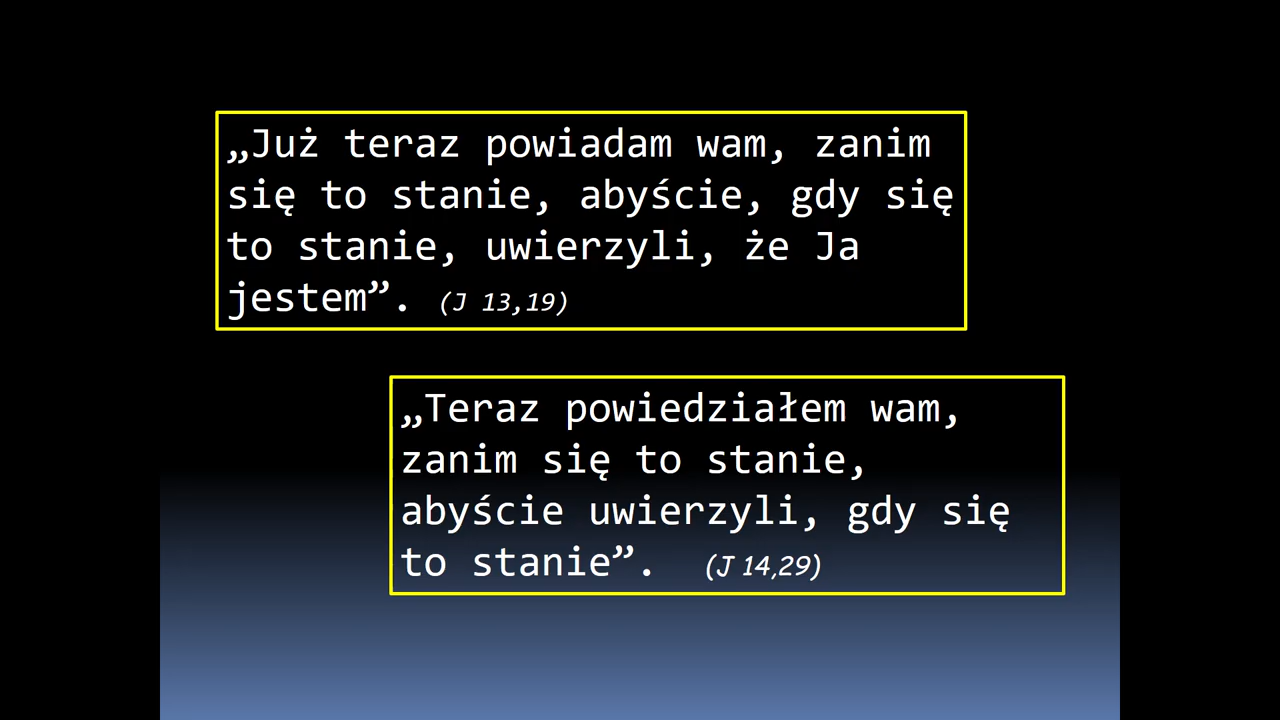 „Już teraz powiadam wam, zanim
się to stanie, abyście, gdy się
to stanie, uwierzyli, że Ja
jestem”. (J 13,19)
„Teraz powiedziałem wam,
zanim się to stanie,
abyście uwierzyli, gdy się
to stanie”. (J 14,29)